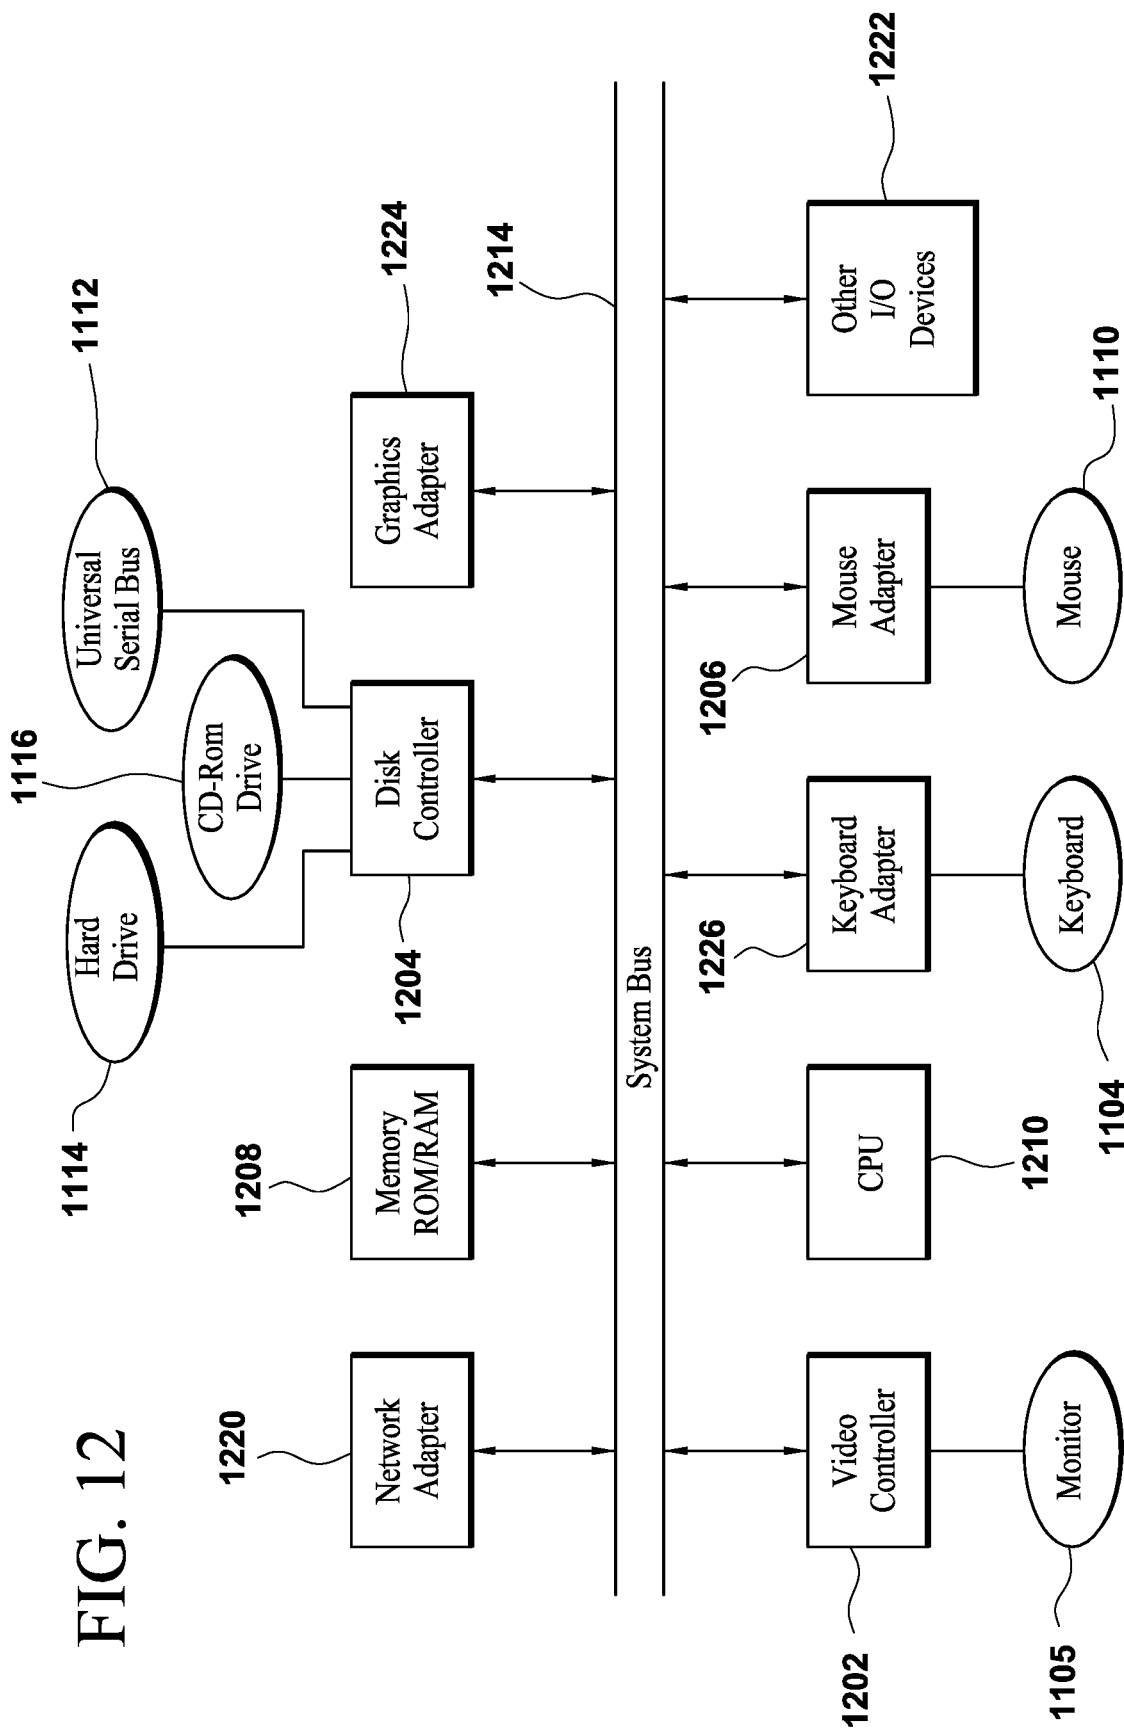 FIG. 12
1114
1116
1112
Hard
Drive
CD-Rom
Drive
Universal
Serial Bus
1220
1208
1204
1224
Network
Adapter
Memory
ROM/RAM
Disk
Controller
Graphics
Adapter
1214
System Bus
1226
1206
1222
Video
Controller
CPU
Keyboard
Adapter
Mouse
Adapter
Other
I/O
Devices
1202
1210
Monitor
Keyboard
Mouse
1105
1104
1110